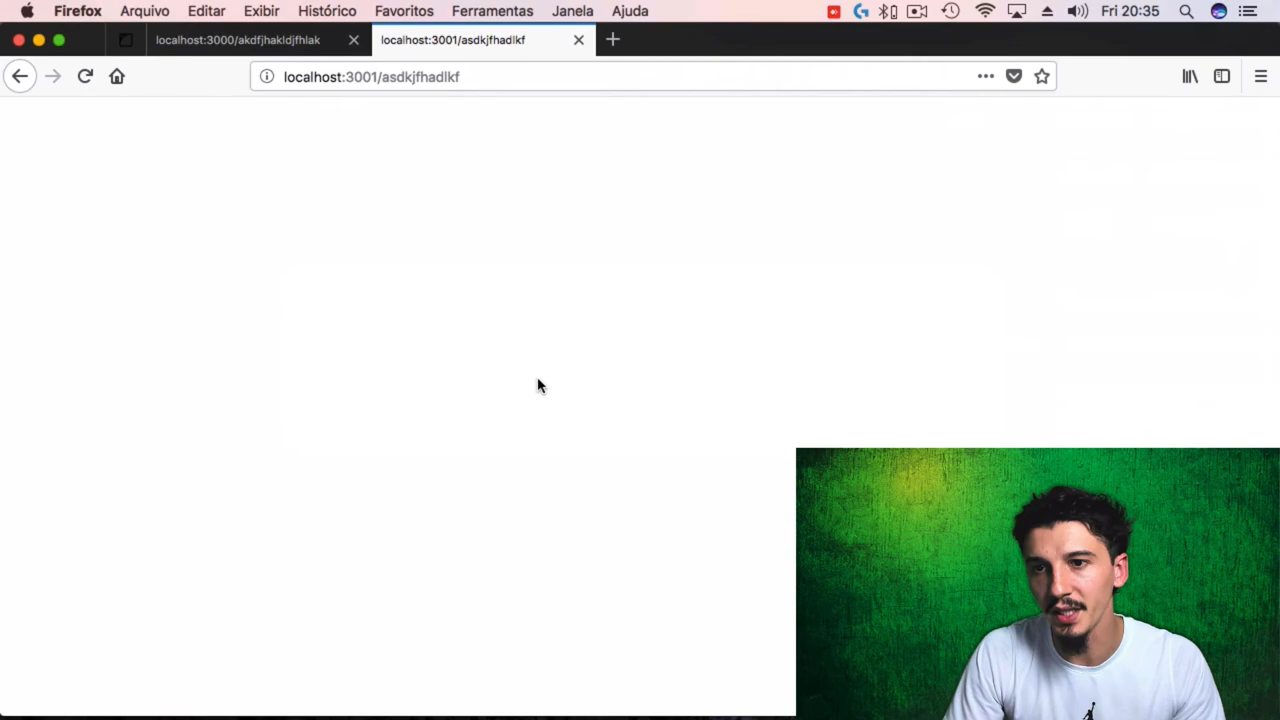 Firefox Arquivo Editar Exibir Histórico Favoritos Ferramentas Janela Ajuda Fri 20:35
localhost:3000/akdfjhakldjfhlak localhost:3001/asdkjfhadlkf
localhost:3001/asdkjfhadlkf